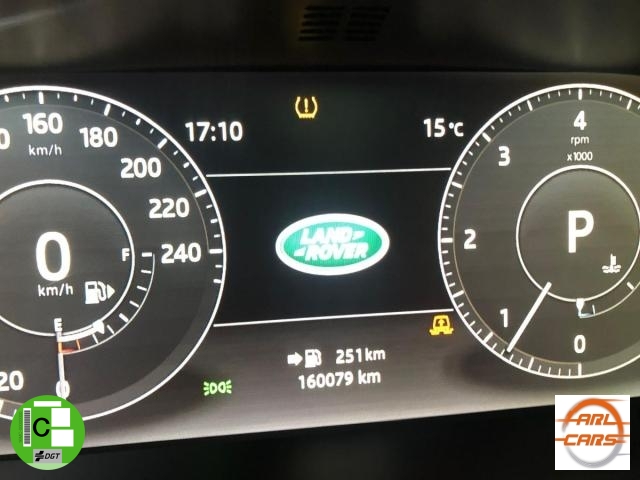 17:10
15°C
160
180
200
220
240
km/h
0
km/h
F
E
20
0
LAND
ROVER
251km
160079 km
4
3
2
1
0
rpm
x1000
P
C
DGT
ARL
CARS